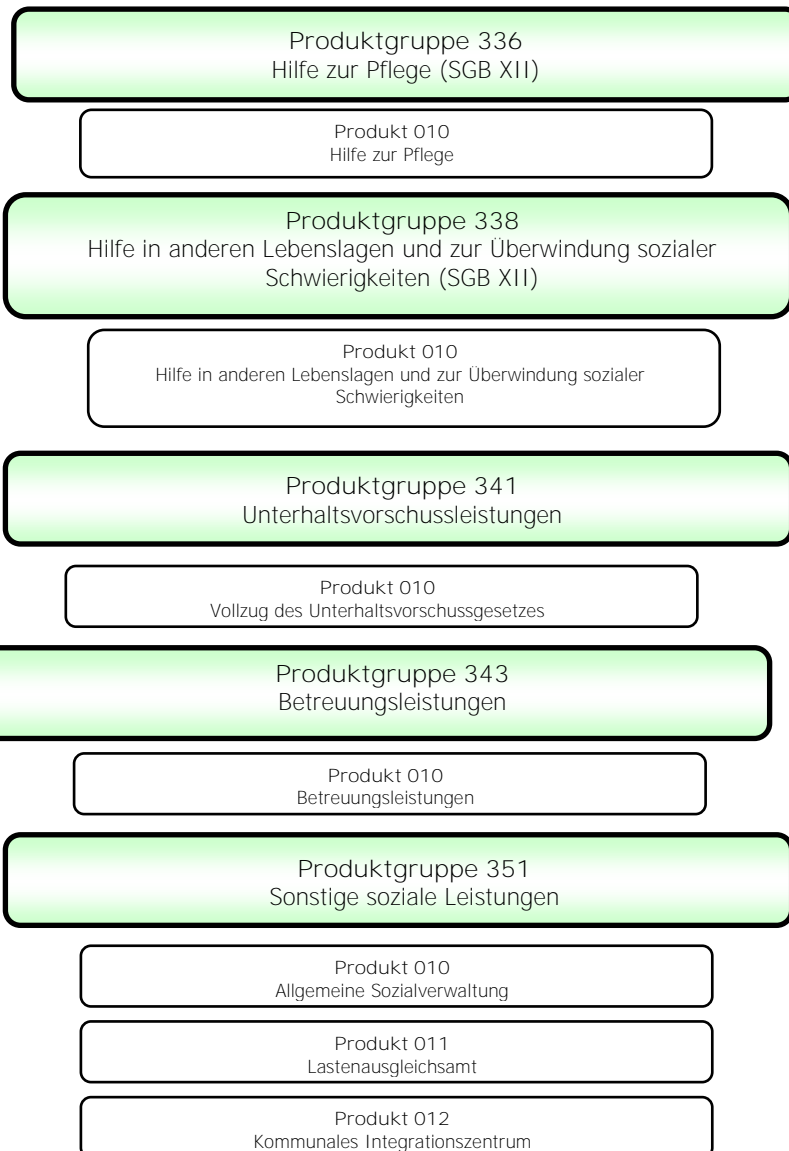 Produktgruppe 336
Hilfe zur Pflege (SGB XII)
Produkt 010
Hilfe zur Pflege
Produktgruppe 338
Hilfe in anderen Lebenslagen und zur Überwindung sozialer
Schwierigkeiten (SGB XII)
Produkt 010
Hilfe in anderen Lebenslagen und zur Überwindung sozialer
Schwierigkeiten
Produktgruppe 341
Unterhaltsvorschussleistungen
Produkt 010
Vollzug des Unterhaltsvorschussgesetzes
Produktgruppe 343
Betreuungsleistungen
Produkt 010
Betreuungsleistungen
Produktgruppe 351
Sonstige soziale Leistungen
Produkt 010
Allgemeine Sozialverwaltung
Produkt 011
Lastenausgleichsamt
Produkt 012
Kommunales Integrationszentrum